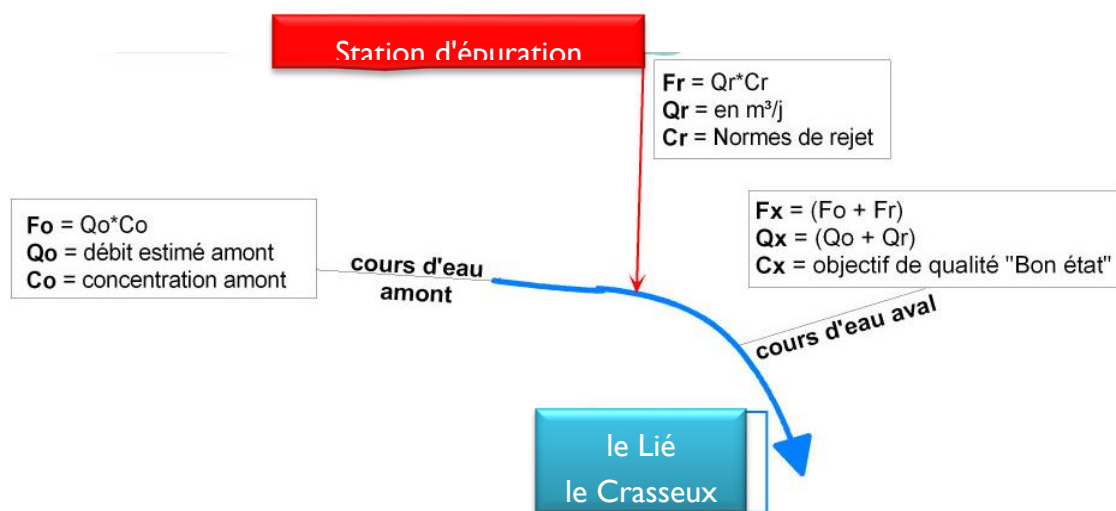 Station d'épuration
Fr = Qr*Cr
Qr = en m³/j
Cr = Normes de rejet
Fo = Qo*Co
Qo = débit estimé amont
Co = concentration amont
cours d'eau
amont
Fx = (Fo + Fr)
Qx = (Qo + Qr)
Cx = objectif de qualité "Bon état"
cours d'eau aval
le Lié
le Crasseux